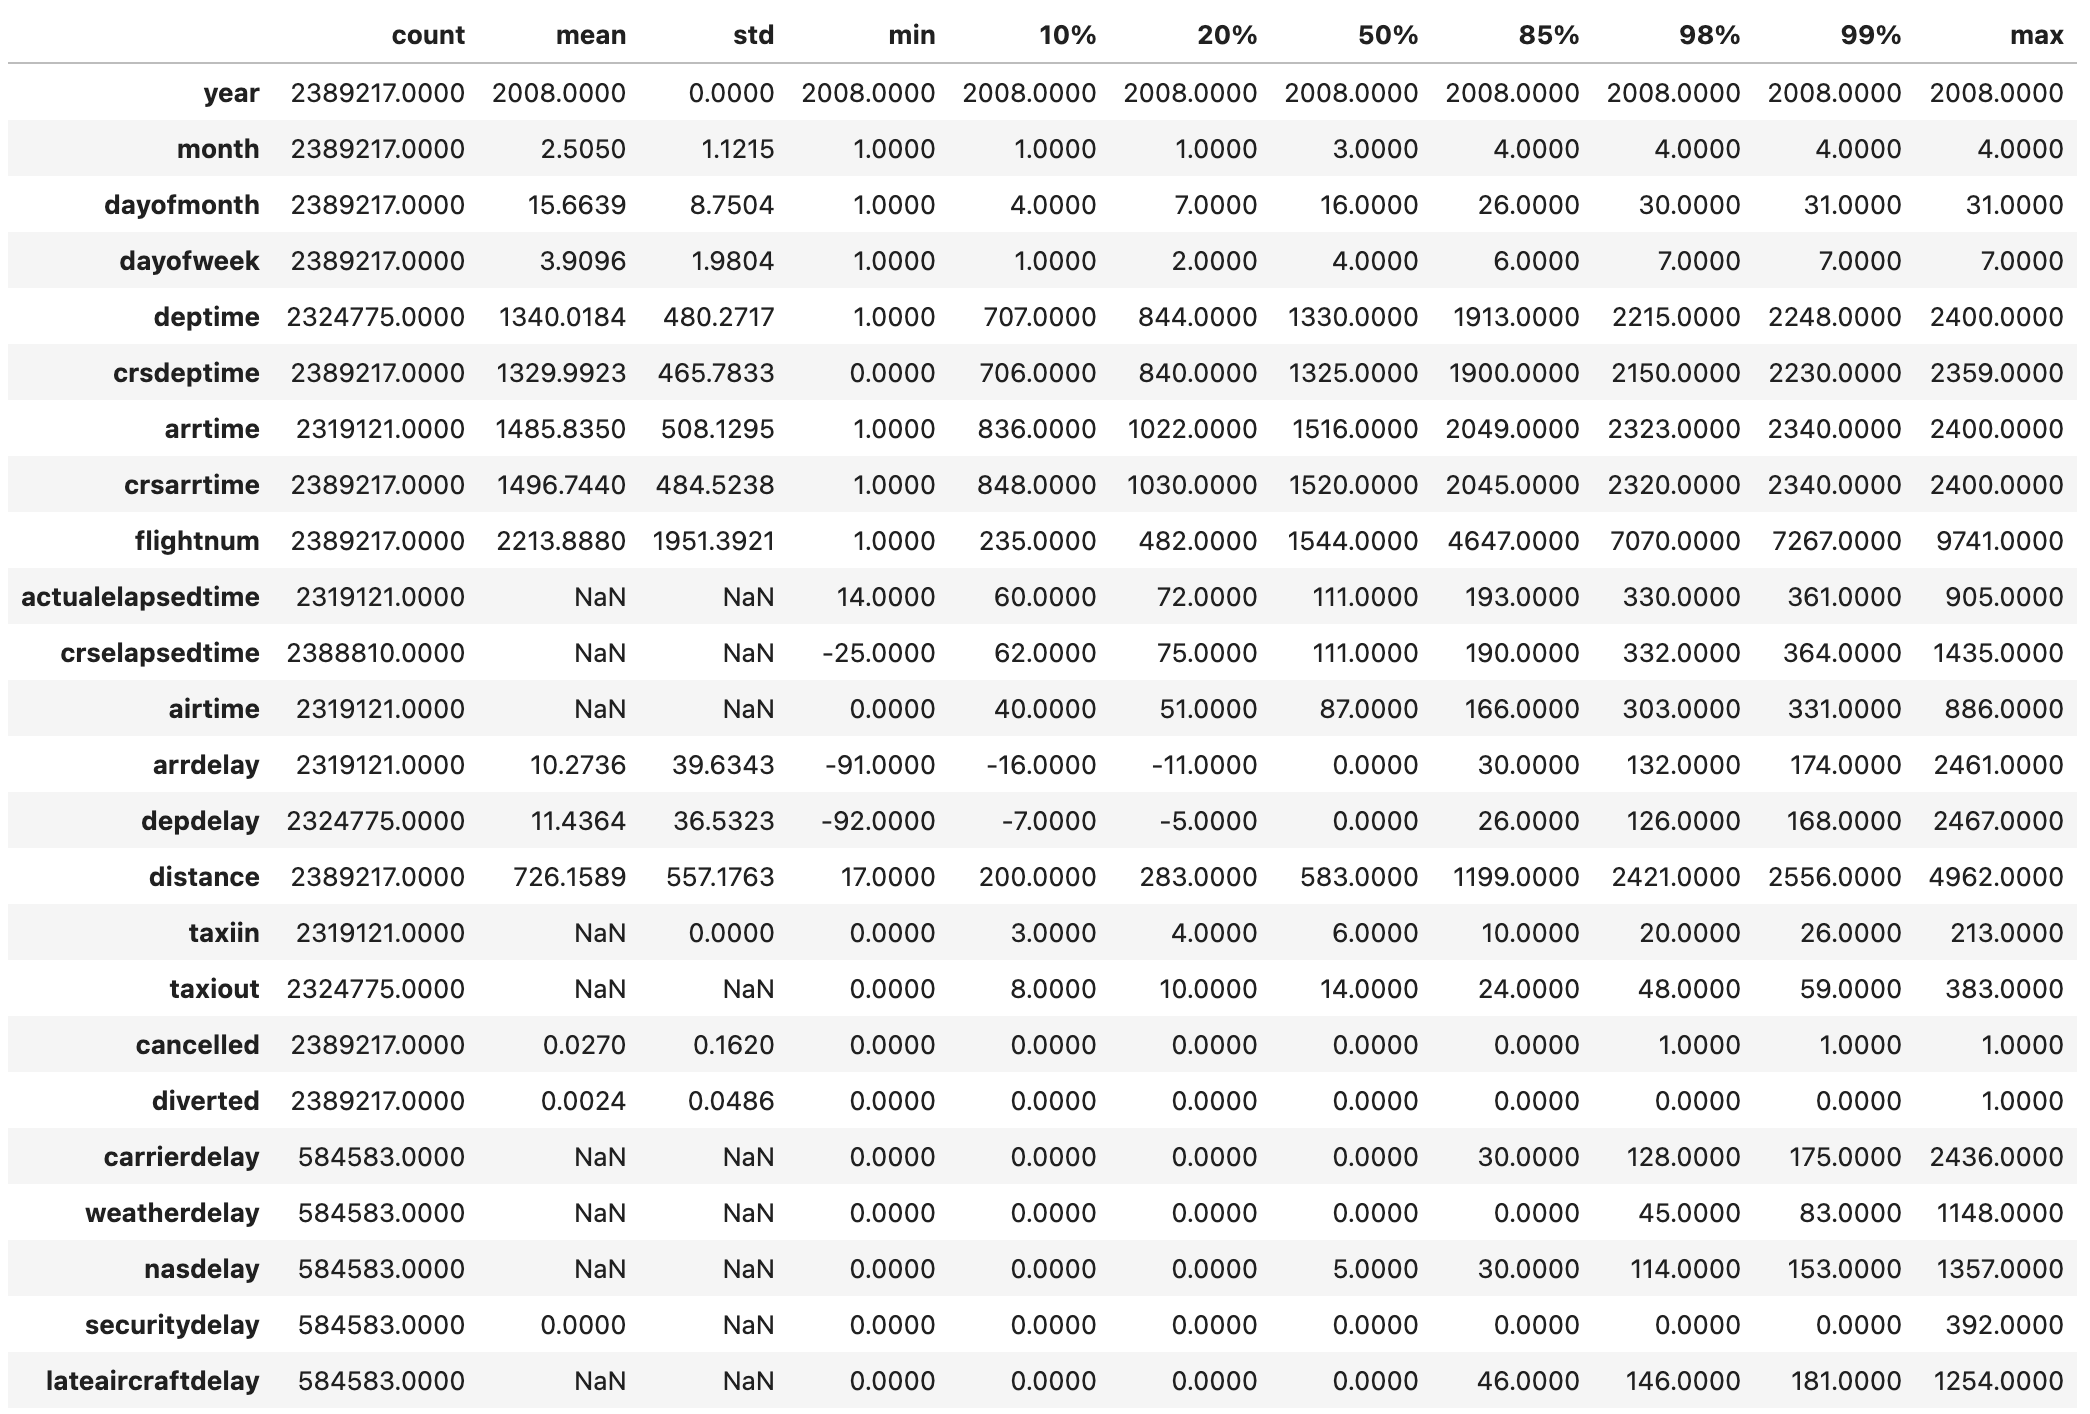 count mean std min 10% 20% 50% 85% 98% 99% max
year 2389217.0000 2008.0000 0.0000 2008.0000 2008.0000 2008.0000 2008.0000 2008.0000 2008.0000 2008.0000 2008.0000
month 2389217.0000 2.5050 1.1215 1.0000 1.0000 1.0000 3.0000 4.0000 4.0000 4.0000 4.0000
dayofmonth 2389217.0000 15.6639 8.7504 1.0000 4.0000 7.0000 16.0000 26.0000 30.0000 31.0000 31.0000
dayofweek 2389217.0000 3.9096 1.9804 1.0000 1.0000 2.0000 4.0000 6.0000 7.0000 7.0000 7.0000
deptime 2324775.0000 1340.0184 480.2717 1.0000 707.0000 844.0000 1330.0000 1913.0000 2215.0000 2248.0000 2400.0000
crsdeptime 2389217.0000 1329.9923 465.7833 0.0000 706.0000 840.0000 1325.0000 1900.0000 2150.0000 2230.0000 2359.0000
arrtime 2319121.0000 1485.8350 508.1295 1.0000 836.0000 1022.0000 1516.0000 2049.0000 2323.0000 2340.0000 2400.0000
crsarrtime 2389217.0000 1496.7440 484.5238 1.0000 848.0000 1030.0000 1520.0000 2045.0000 2320.0000 2340.0000 2400.0000
flightnum 2389217.0000 2213.8880 1951.3921 1.0000 235.0000 482.0000 1544.0000 4647.0000 7070.0000 7267.0000 9741.0000
actualelapsedtime 2319121.0000 NaN NaN 14.0000 60.0000 72.0000 111.0000 193.0000 330.0000 361.0000 905.0000
crselapsedtime 2388810.0000 NaN NaN -25.0000 62.0000 75.0000 111.0000 190.0000 332.0000 364.0000 1435.0000
airtime 2319121.0000 NaN NaN 0.0000 40.0000 51.0000 87.0000 166.0000 303.0000 331.0000 886.0000
arrdelay 2319121.0000 10.2736 39.6343 -91.0000 -16.0000 -11.0000 0.0000 30.0000 132.0000 174.0000 2461.0000
depdelay 2324775.0000 11.4364 36.5323 -92.0000 -7.0000 -5.0000 0.0000 26.0000 126.0000 168.0000 2467.0000
distance 2389217.0000 726.1589 557.1763 17.0000 200.0000 283.0000 583.0000 1199.0000 2421.0000 2556.0000 4962.0000
taxiin 2319121.0000 NaN 0.0000 0.0000 3.0000 4.0000 6.0000 10.0000 20.0000 26.0000 213.0000
taxiout 2324775.0000 NaN NaN 0.0000 8.0000 10.0000 14.0000 24.0000 48.0000 59.0000 383.0000
cancelled 2389217.0000 0.0270 0.1620 0.0000 0.0000 0.0000 0.0000 0.0000 1.0000 1.0000 1.0000
diverted 2389217.0000 0.0024 0.0486 0.0000 0.0000 0.0000 0.0000 0.0000 0.0000 0.0000 1.0000
carrierdelay 584583.0000 NaN NaN 0.0000 0.0000 0.0000 0.0000 30.0000 128.0000 175.0000 2436.0000
weatherdelay 584583.0000 NaN NaN 0.0000 0.0000 0.0000 0.0000 0.0000 45.0000 83.0000 1148.0000
nasdelay 584583.0000 NaN NaN 0.0000 0.0000 0.0000 5.0000 30.0000 114.0000 153.0000 1357.0000
securitydelay 584583.0000 0.0000 NaN 0.0000 0.0000 0.0000 0.0000 0.0000 0.0000 0.0000 392.0000
lateaircraftdelay 584583.0000 NaN NaN 0.0000 0.0000 0.0000 0.0000 46.0000 146.0000 181.0000 1254.0000